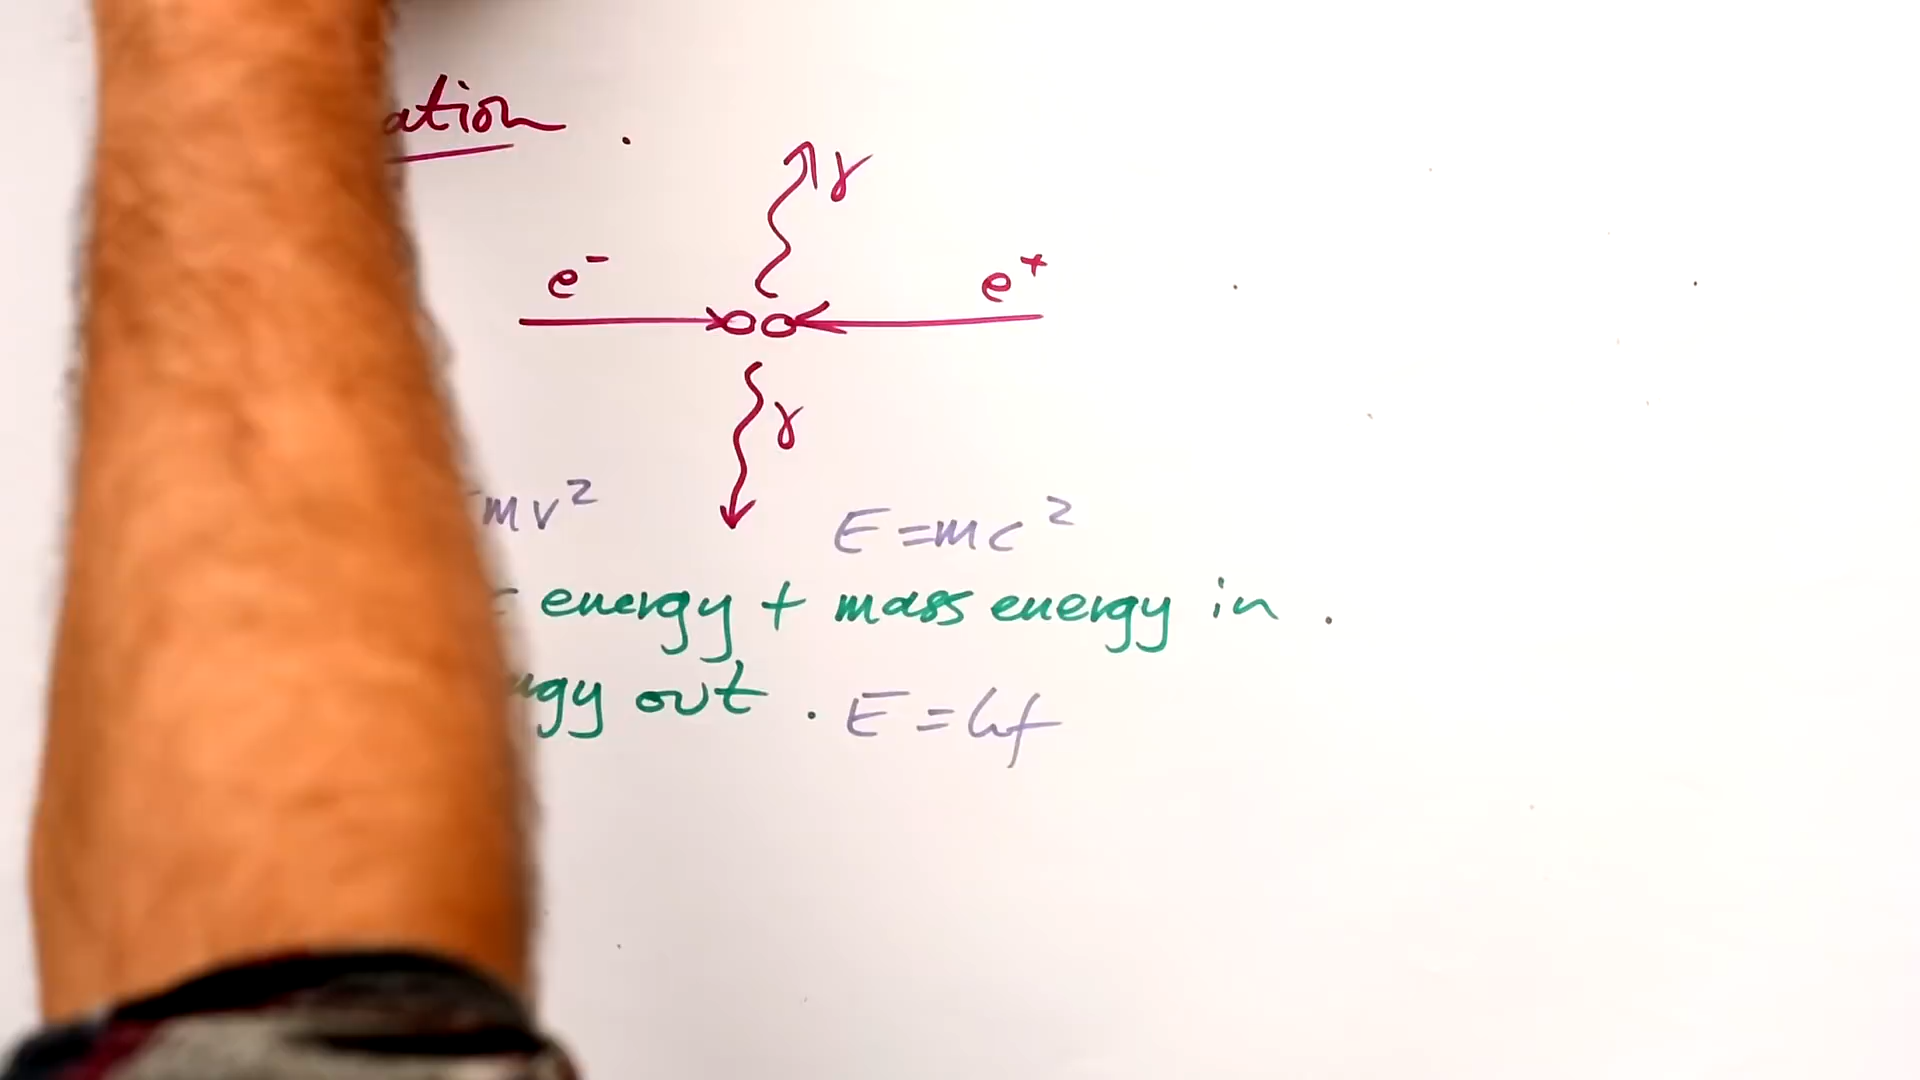 ation
γ
e⁻ e⁺
γ
mv² E=mc²
energy + mass energy in.
gy out. E=hf